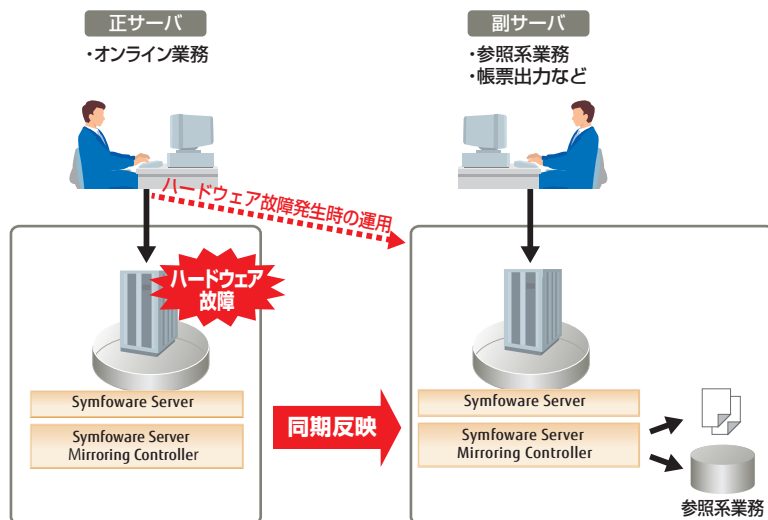 正サーバ
・オンライン業務
副サーバ
・参照系業務
・帳票出力など
ハードウェア故障発生時の運用
ハードウェア
故障
Symfoware Server
Symfoware Server
Mirroring Controller
同期反映
Symfoware Server
Symfoware Server
Mirroring Controller
参照系業務